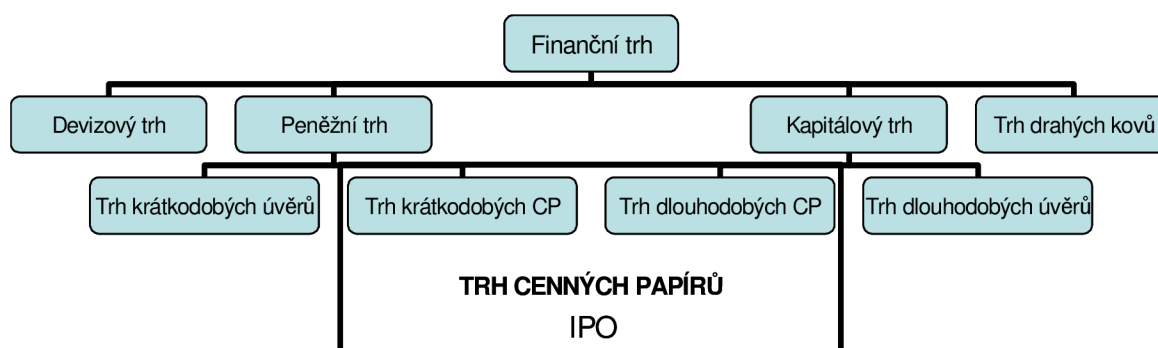 Finanční trh
Devizový trh
Peněžní trh
Kapitálový trh
Trh drahých kovů
Trh krátkodobých úvěrů
Trh krátkodobých CP
Trh dlouhodobých CP
Trh dlouhodobých úvěrů
TRH CENNÝCH PAPÍRŮ
IPO